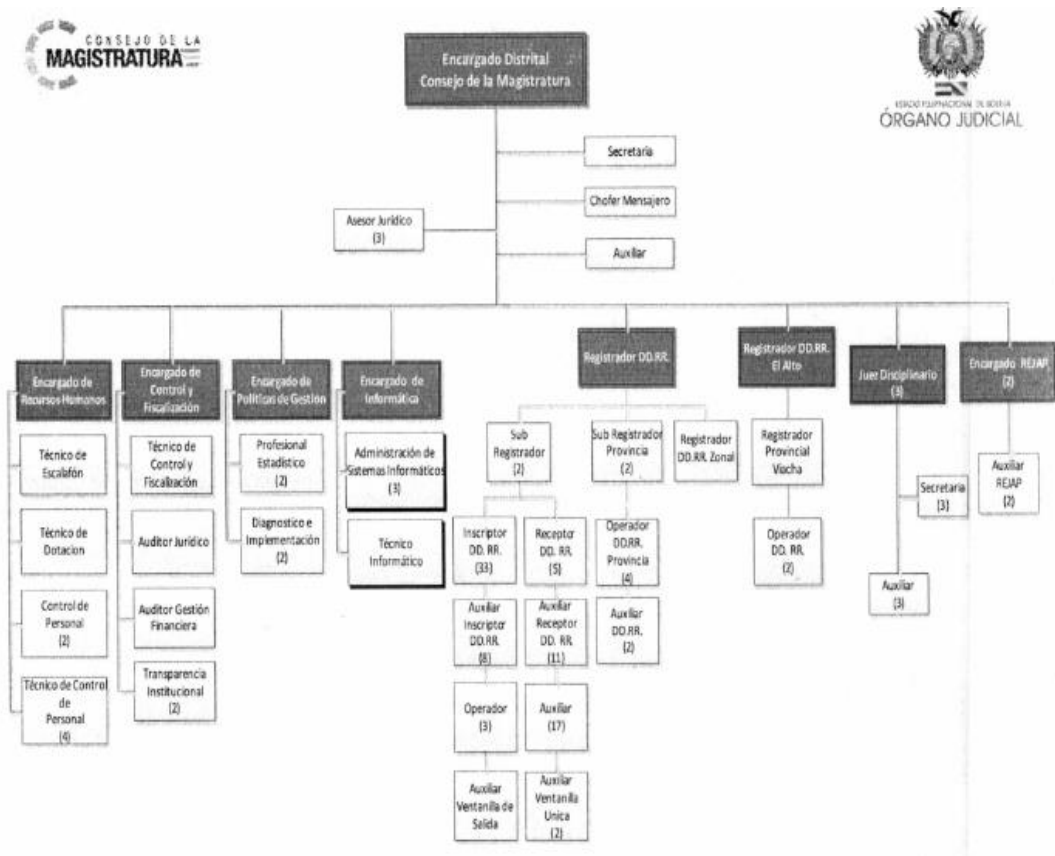 CONSEJO DE LA
MAGISTRATURA
Encargado Distrital
Consejo de la Magistratura
ESTADO PLURINACIONAL DE BOLIVIA
ÓRGANO JUDICIAL
Secretaria
Chofer Mensajero
Asesor Jurídico
(3)
Auxiliar
Encargado de
Recursos Humanos
Encargado de
Control y
Fiscalización
Encargado de
Políticas de Gestión
Encargado de
Informática
Registrador DD.RR.
Registrador DD.RR.
El Alto
Juer Disciplinario
(3)
Encargado REJAP
(2)
Técnico de
Escalafón
Técnico de
Dotacion
Control de
Personal
(2)
Técnico de Control
de
Personal
(4)
Técnico de
Control y
Fiscalización
Auditor Jurídico
Auditor Gestión
Financiera
Transparencia
Institucional
(2)
Profesional
Estadístico
(2)
Diagnostico e
Implementación
(2)
Administración de
Sistemas Informáticos
(3)
Técnico
Informático
Sub
Registrador
(2)
Sub Registrador
Provincia
(2)
Registrador
DD.RR. Zonal
Inscriptor
DD. RR.
(33)
Auxiliar
Inscriptor
DD.RR.
(8)
Operador
(3)
Auxiliar
Ventanilla de
Salida
Receptor
DD. RR.
(5)
Auxiliar
Receptor
DD. RR.
(11)
Auxiliar
(17)
Auxiliar
Ventanilla
Unica
(2)
Operador
DD.RR.
Provincia
(4)
Auxiliar
DD.RR.
(2)
Registrador
Provincial
Viacha
Operador
DD. RR.
(2)
Secretaria
(3)
Auxiliar
(3)
Auxiliar
REJAP
(2)